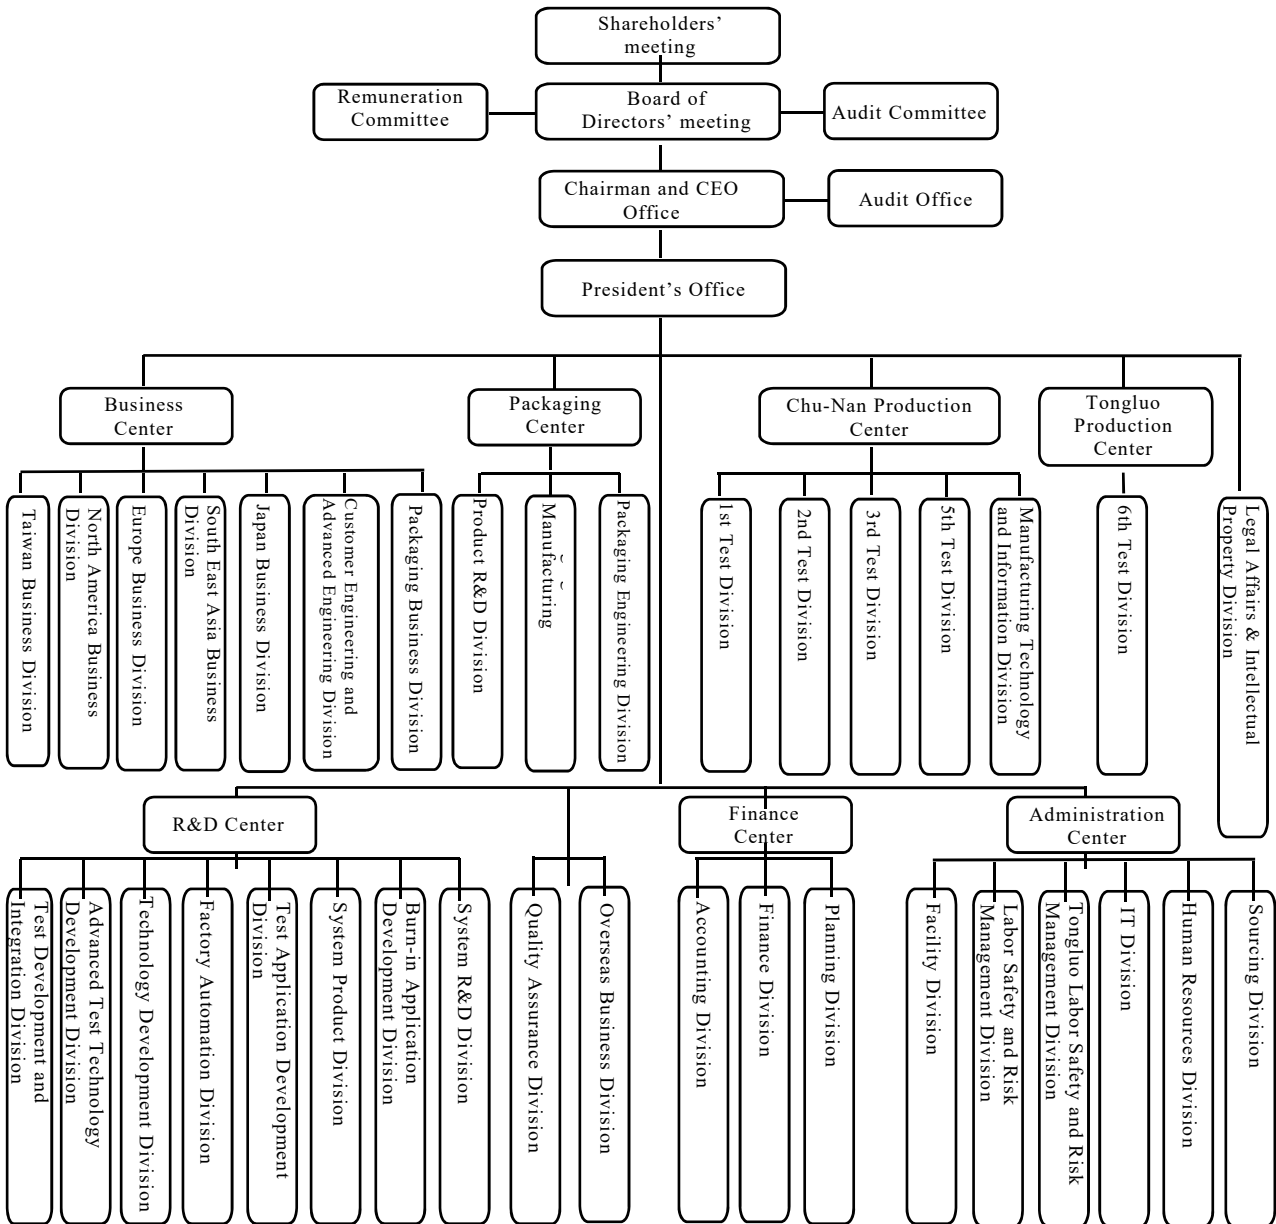 Shareholders’
meeting
Remuneration
Committee
Board of
Directors’ meeting
Audit Committee
Chairman and CEO
Office
Audit Office
President’s Office
Business
Center
Packaging
Center
Chu-Nan Production
Center
Tongluo
Production
Center
Taiwan Business Division
North America Business
Division
Europe Business Division
South East Asia Business
Division
Japan Business Division
Customer Engineering and
Advanced Engineering Division
Packaging Business Division
Product R&D Division
Manufacturing
Packaging Engineering Division
1st Test Division
2nd Test Division
3rd Test Division
5th Test Division
Manufacturing Technology
and Information Division
6th Test Division
Legal Affairs & Intellectual
Property Division
R&D Center
Finance
Center
Administration
Center
Test Development and
Integration Division
Advanced Test Technology
Development Division
Technology Development Division
Factory Automation Division
Test Application Development
Division
System Product Division
Burn-in Application
Development Division
System R&D Division
Quality Assurance Division
Overseas Business Division
Accounting Division
Finance Division
Planning Division
Facility Division
Labor Safety and Risk
Management Division
Tongluo Labor Safety and Risk
Management Division
IT Division
Human Resources Division
Sourcing Division